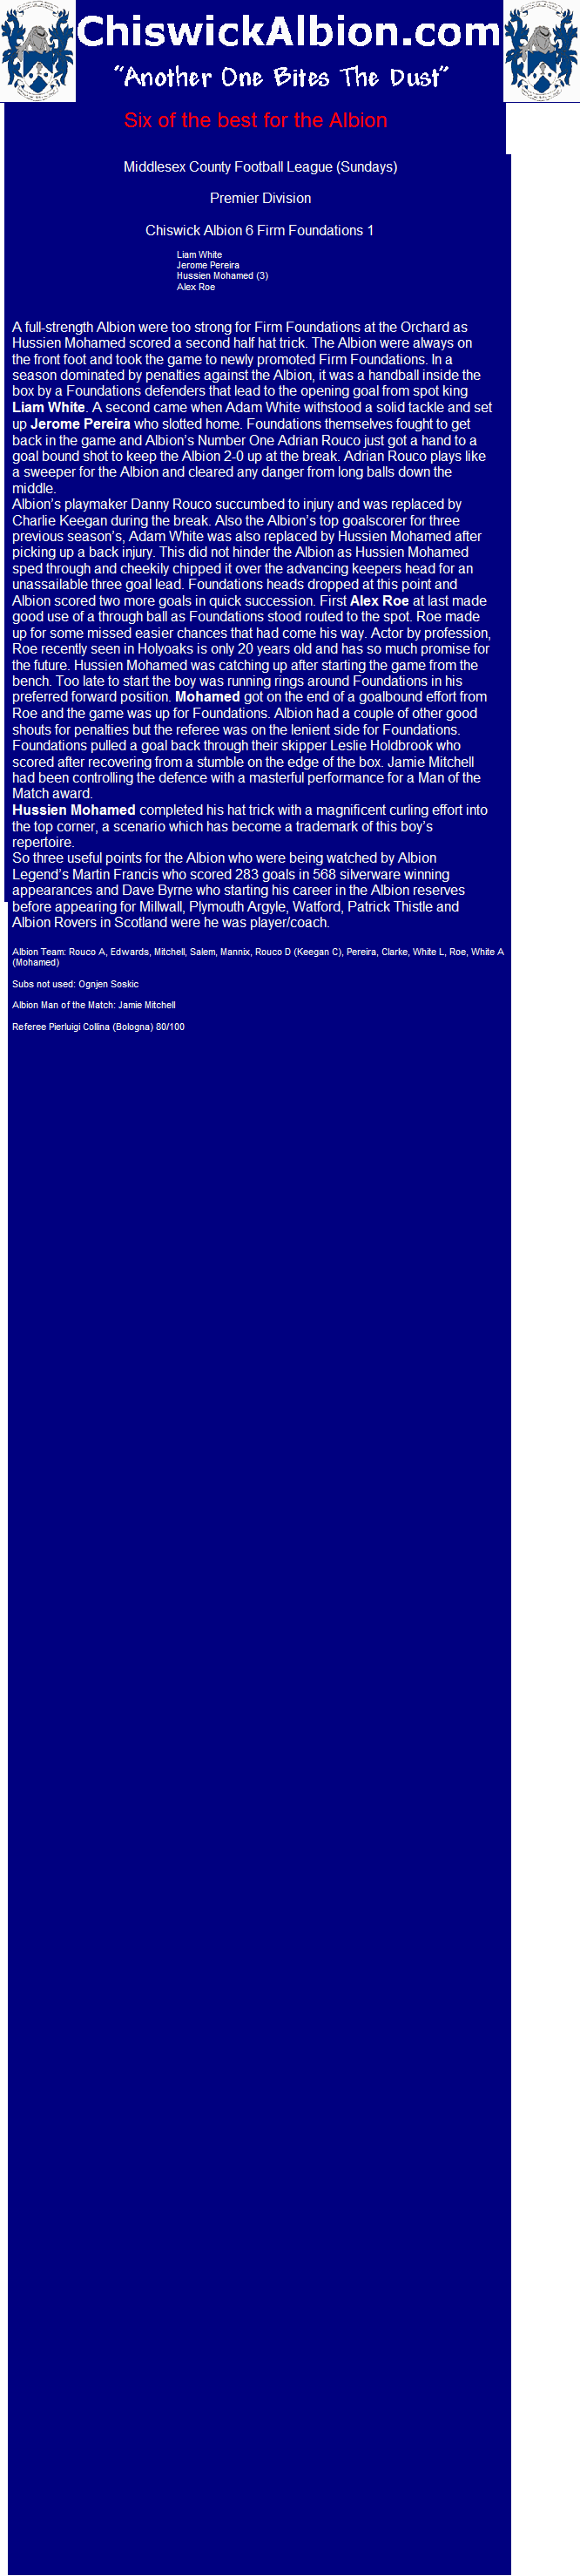 ChiswickAlbion.com
“Another One Bites The Dust”
Six of the best for the Albion
Middlesex County Football League (Sundays)
Premier Division
Chiswick Albion 6 Firm Foundations 1
Liam White
Jerome Pereira
Hussien Mohamed (3)
Alex Roe
A full-strength Albion were too strong for Firm Foundations at the Orchard as
Hussien Mohamed scored a second half hat trick. The Albion were always on
the front foot and took the game to newly promoted Firm Foundations. In a
season dominated by penalties against the Albion, it was a handball inside the
box by a Foundations defenders that lead to the opening goal from spot king
Liam White. A second came when Adam White withstood a solid tackle and set
up Jerome Pereira who slotted home. Foundations themselves fought to get
back in the game and Albion’s Number One Adrian Rouco just got a hand to a
goal bound shot to keep the Albion 2-0 up at the break. Adrian Rouco plays like
a sweeper for the Albion and cleared any danger from long balls down the
middle.
Albion’s playmaker Danny Rouco succumbed to injury and was replaced by
Charlie Keegan during the break. Also the Albion’s top goalscorer for three
previous season’s, Adam White was also replaced by Hussien Mohamed after
picking up a back injury. This did not hinder the Albion as Hussien Mohamed
sped through and cheekily chipped it over the advancing keepers head for an
unassailable three goal lead. Foundations heads dropped at this point and
Albion scored two more goals in quick succession. First Alex Roe at last made
good use of a through ball as Foundations stood routed to the spot. Roe made
up for some missed easier chances that had come his way. Actor by profession,
Roe recently seen in Holyoaks is only 20 years old and has so much promise for
the future. Hussien Mohamed was catching up after starting the game from the
bench. Too late to start the boy was running rings around Foundations in his
preferred forward position. Mohamed got on the end of a goalbound effort from
Roe and the game was up for Foundations. Albion had a couple of other good
shouts for penalties but the referee was on the lenient side for Foundations.
Foundations pulled a goal back through their skipper Leslie Holdbrook who
scored after recovering from a stumble on the edge of the box. Jamie Mitchell
had been controlling the defence with a masterful performance for a Man of the
Match award.
Hussien Mohamed completed his hat trick with a magnificent curling effort into
the top corner, a scenario which has become a trademark of this boy’s
repertoire.
So three useful points for the Albion who were being watched by Albion
Legend’s Martin Francis who scored 283 goals in 568 silverware winning
appearances and Dave Byrne who starting his career in the Albion reserves
before appearing for Millwall, Plymouth Argyle, Watford, Patrick Thistle and
Albion Rovers in Scotland were he was player/coach.
Albion Team: Rouco A, Edwards, Mitchell, Salem, Mannix, Rouco D (Keegan C), Pereira, Clarke, White L, Roe, White A
(Mohamed)
Subs not used: Ognjen Soskic
Albion Man of the Match: Jamie Mitchell
Referee Pierluigi Collina (Bologna) 80/100